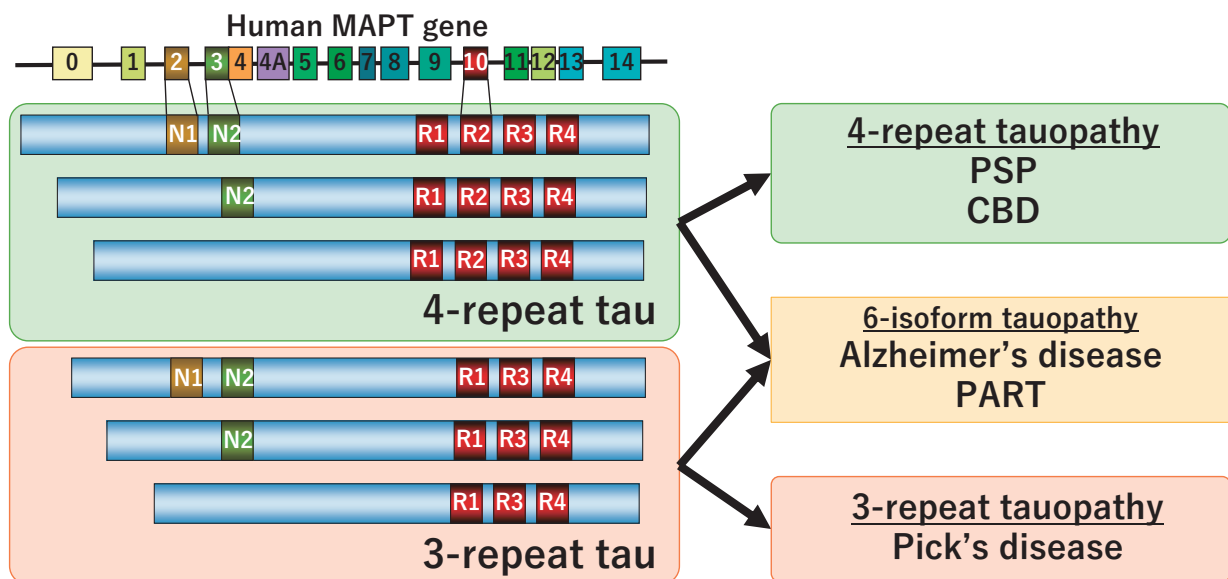 Human MAPT gene
0 1 2 3 4 4A 5 6 7 8 9 10 11 12 13 14
N1 N2 R1 R2 R3 R4
N2 R1 R2 R3 R4
R1 R2 R3 R4
4-repeat tau
N1 N2 R1 R3 R4
N2 R1 R3 R4
R1 R3 R4
3-repeat tau
4-repeat tauopathy
PSP
CBD
6-isoform tauopathy
Alzheimer’s disease
PART
3-repeat tauopathy
Pick’s disease